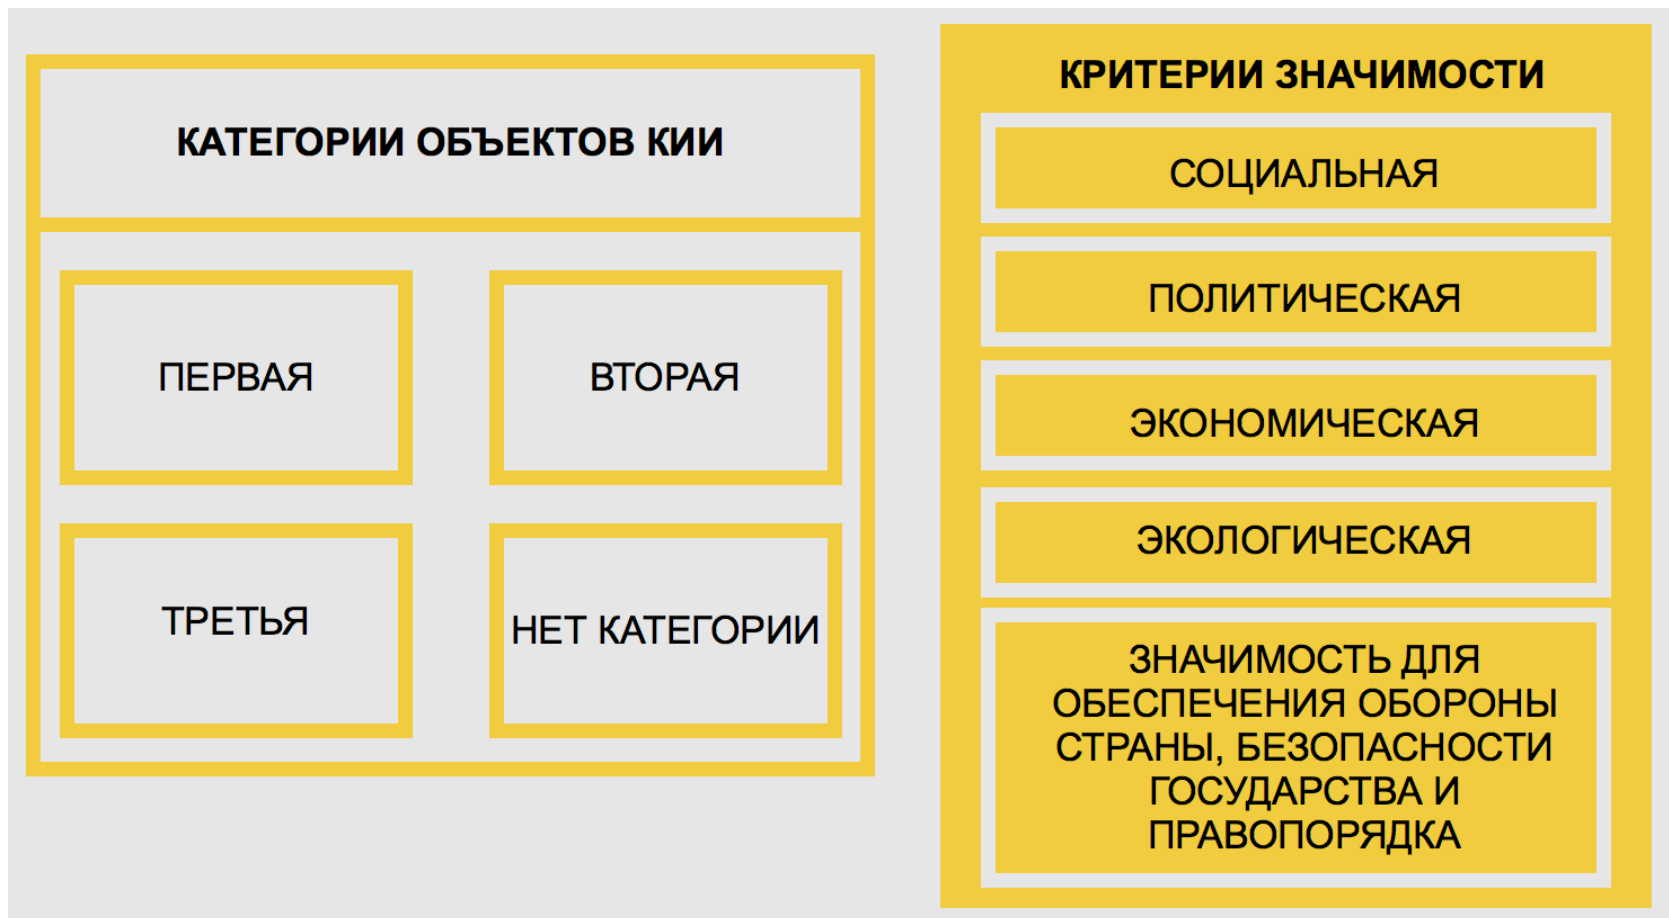 КАТЕГОРИИ ОБЪЕКТОВ КИИ
ПЕРВАЯ
ВТОРАЯ
ТРЕТЬЯ
НЕТ КАТЕГОРИИ
КРИТЕРИИ ЗНАЧИМОСТИ
СОЦИАЛЬНАЯ
ПОЛИТИЧЕСКАЯ
ЭКОНОМИЧЕСКАЯ
ЭКОЛОГИЧЕСКАЯ
ЗНАЧИМОСТЬ ДЛЯ
ОБЕСПЕЧЕНИЯ ОБОРОНЫ
СТРАНЫ, БЕЗОПАСНОСТИ
ГОСУДАРСТВА И
ПРАВОПОРЯДКА